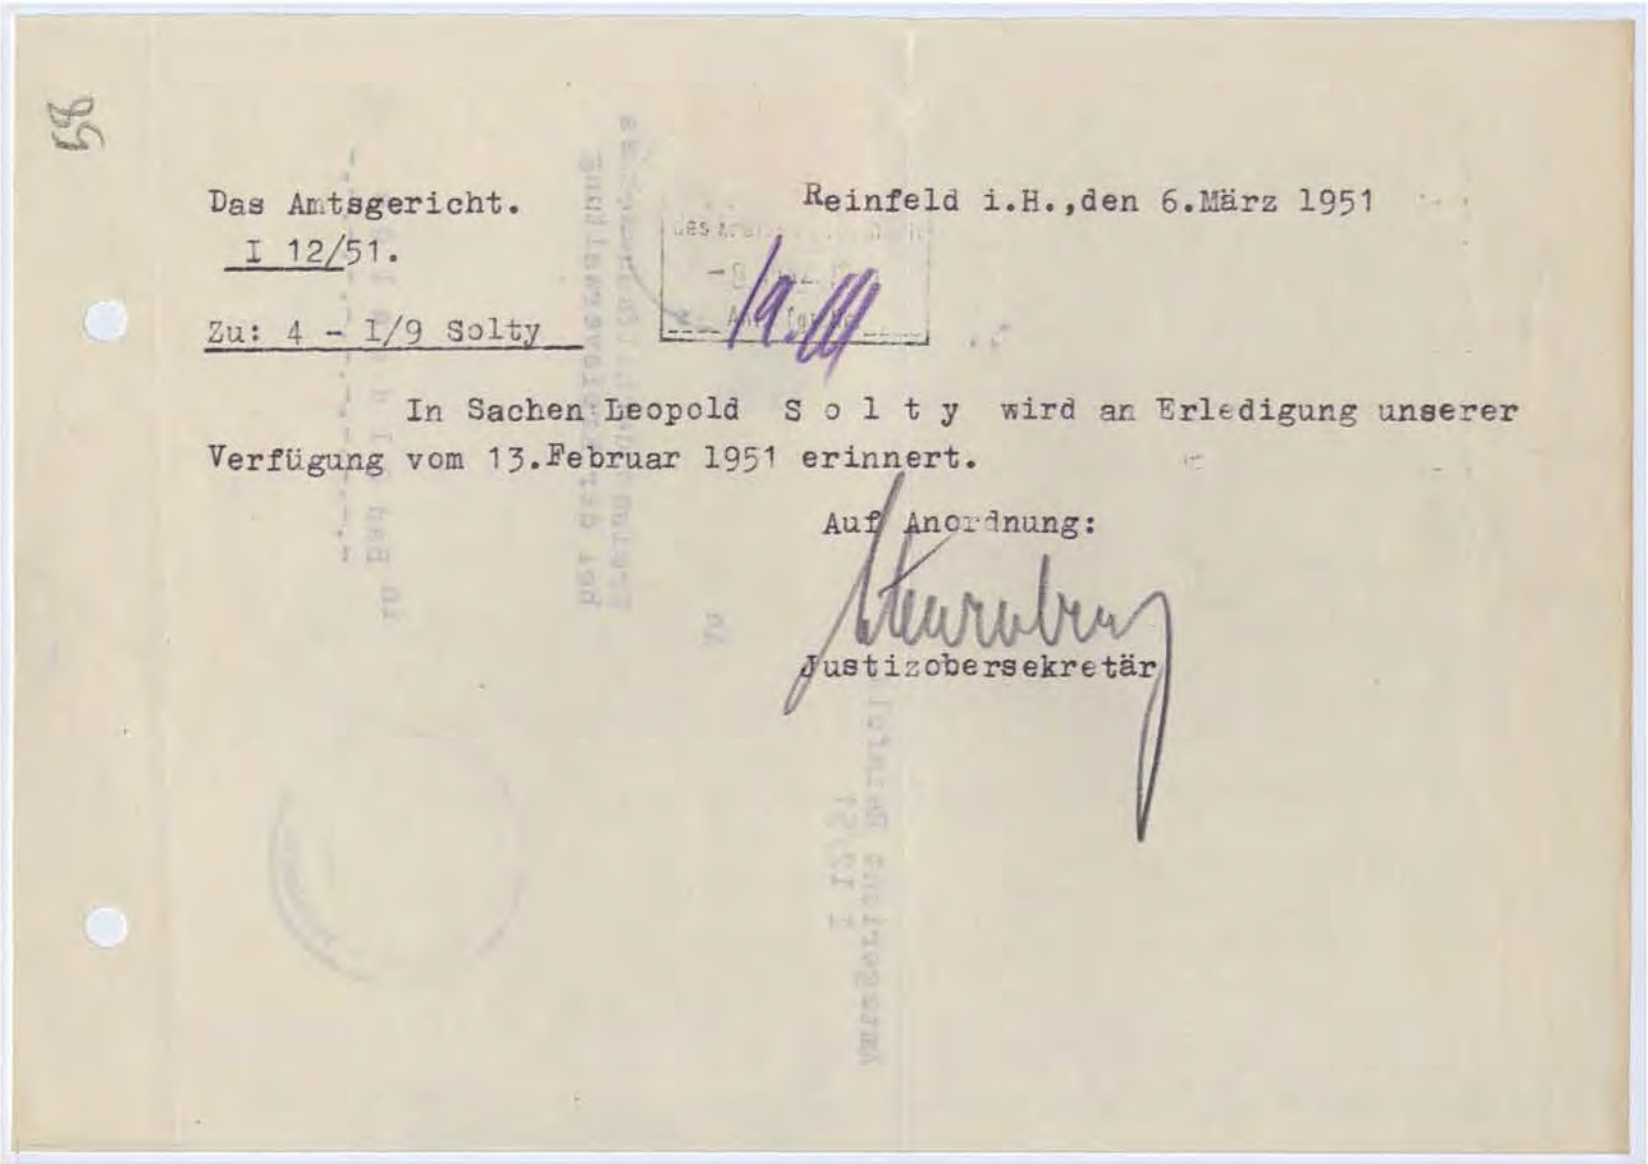 58
Das Amtsgericht. Reinfeld i.H.,den 6.März 1951
I 12/51.
Zu: 4 - I/9 Solty
In Sachen Leopold S o l t y wird an Erledigung unserer
Verfügung vom 13.Februar 1951 erinnert.
Auf Anordnung:
Justizobersekretär